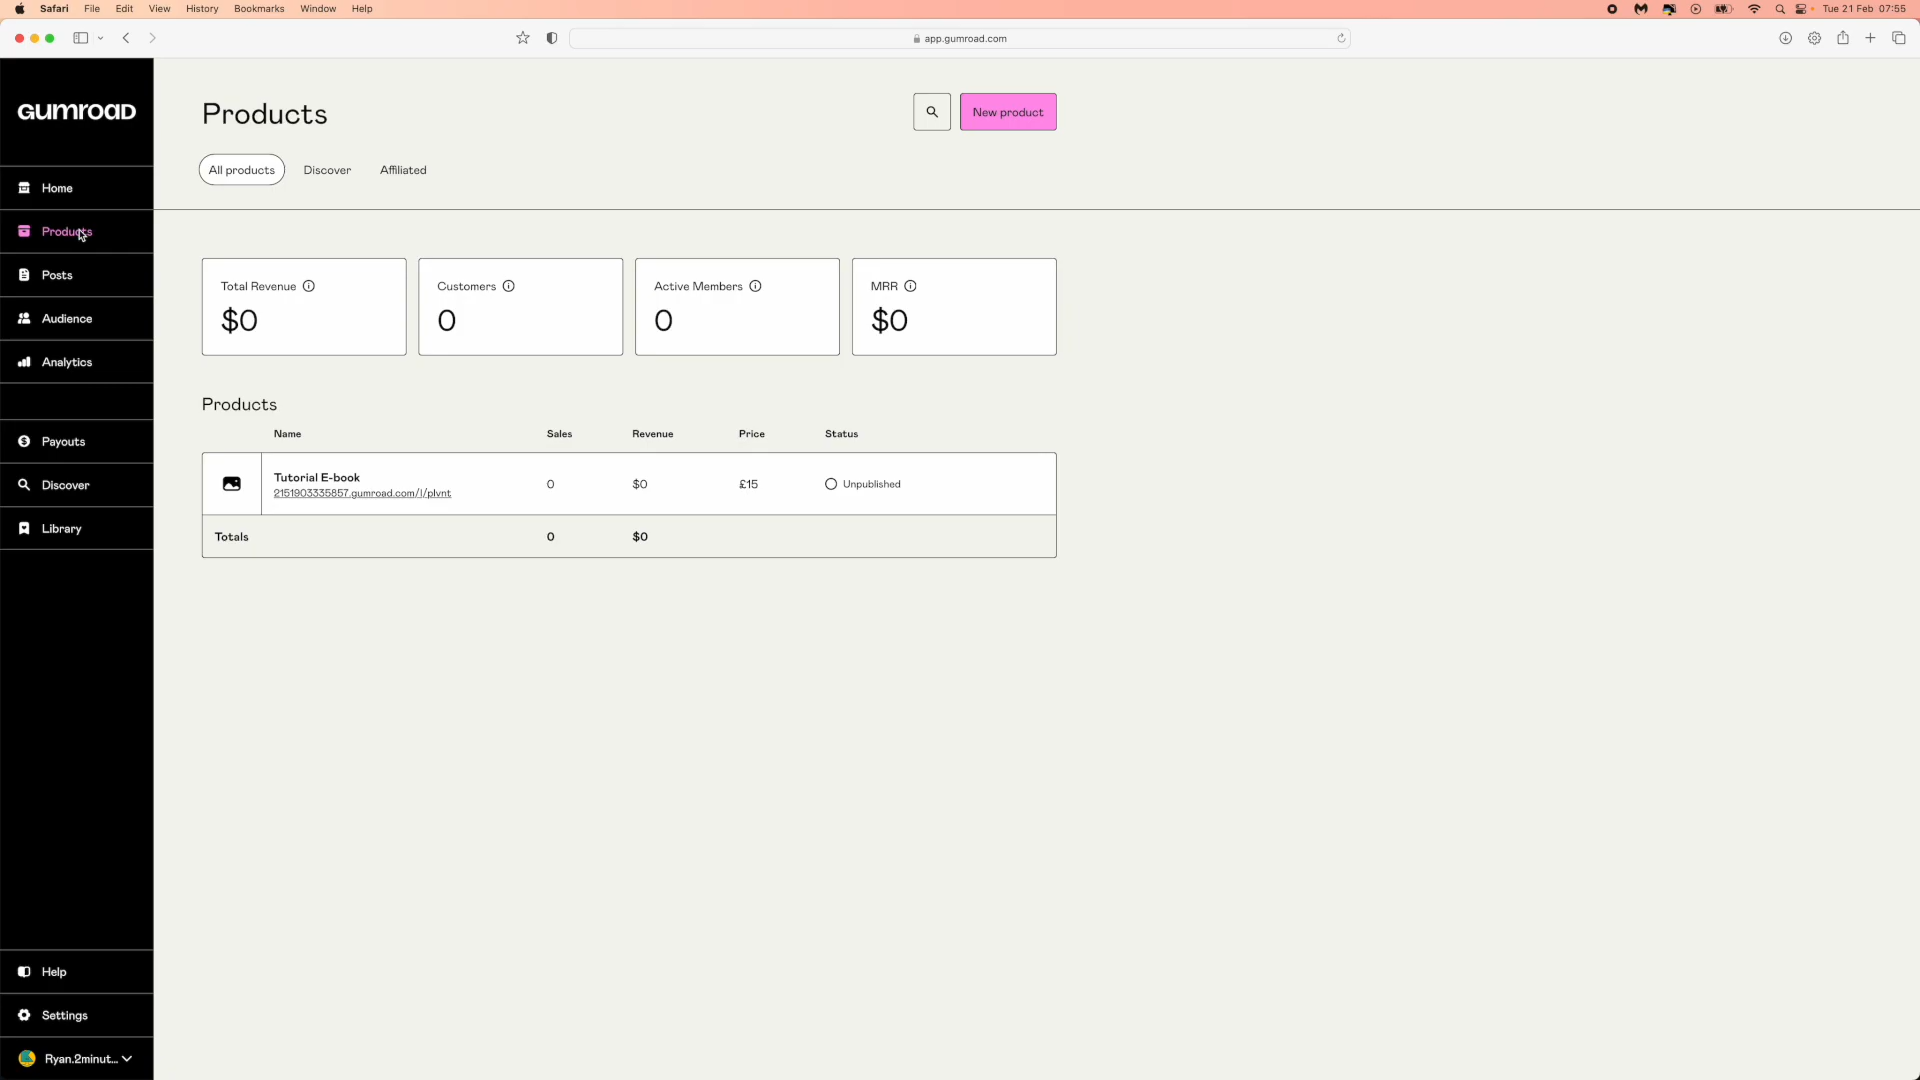 Safari File Edit View History Bookmarks Window Help Tue 21 Feb 07:55
app.gumroad.com
GUMROAD
Home
Products
Posts
Audience
Analytics
Payouts
Discover
Library
Help
Settings
Ryan.2minut...
Products
New product
All products Discover Affiliated
Total Revenue Customers Active Members MRR
$0 0 0 $0
Products
Name Sales Revenue Price Status
Tutorial E-book
2151903335857.gumroad.com/l/plvnt
0 $0 £15 Unpublished
Totals 0 $0